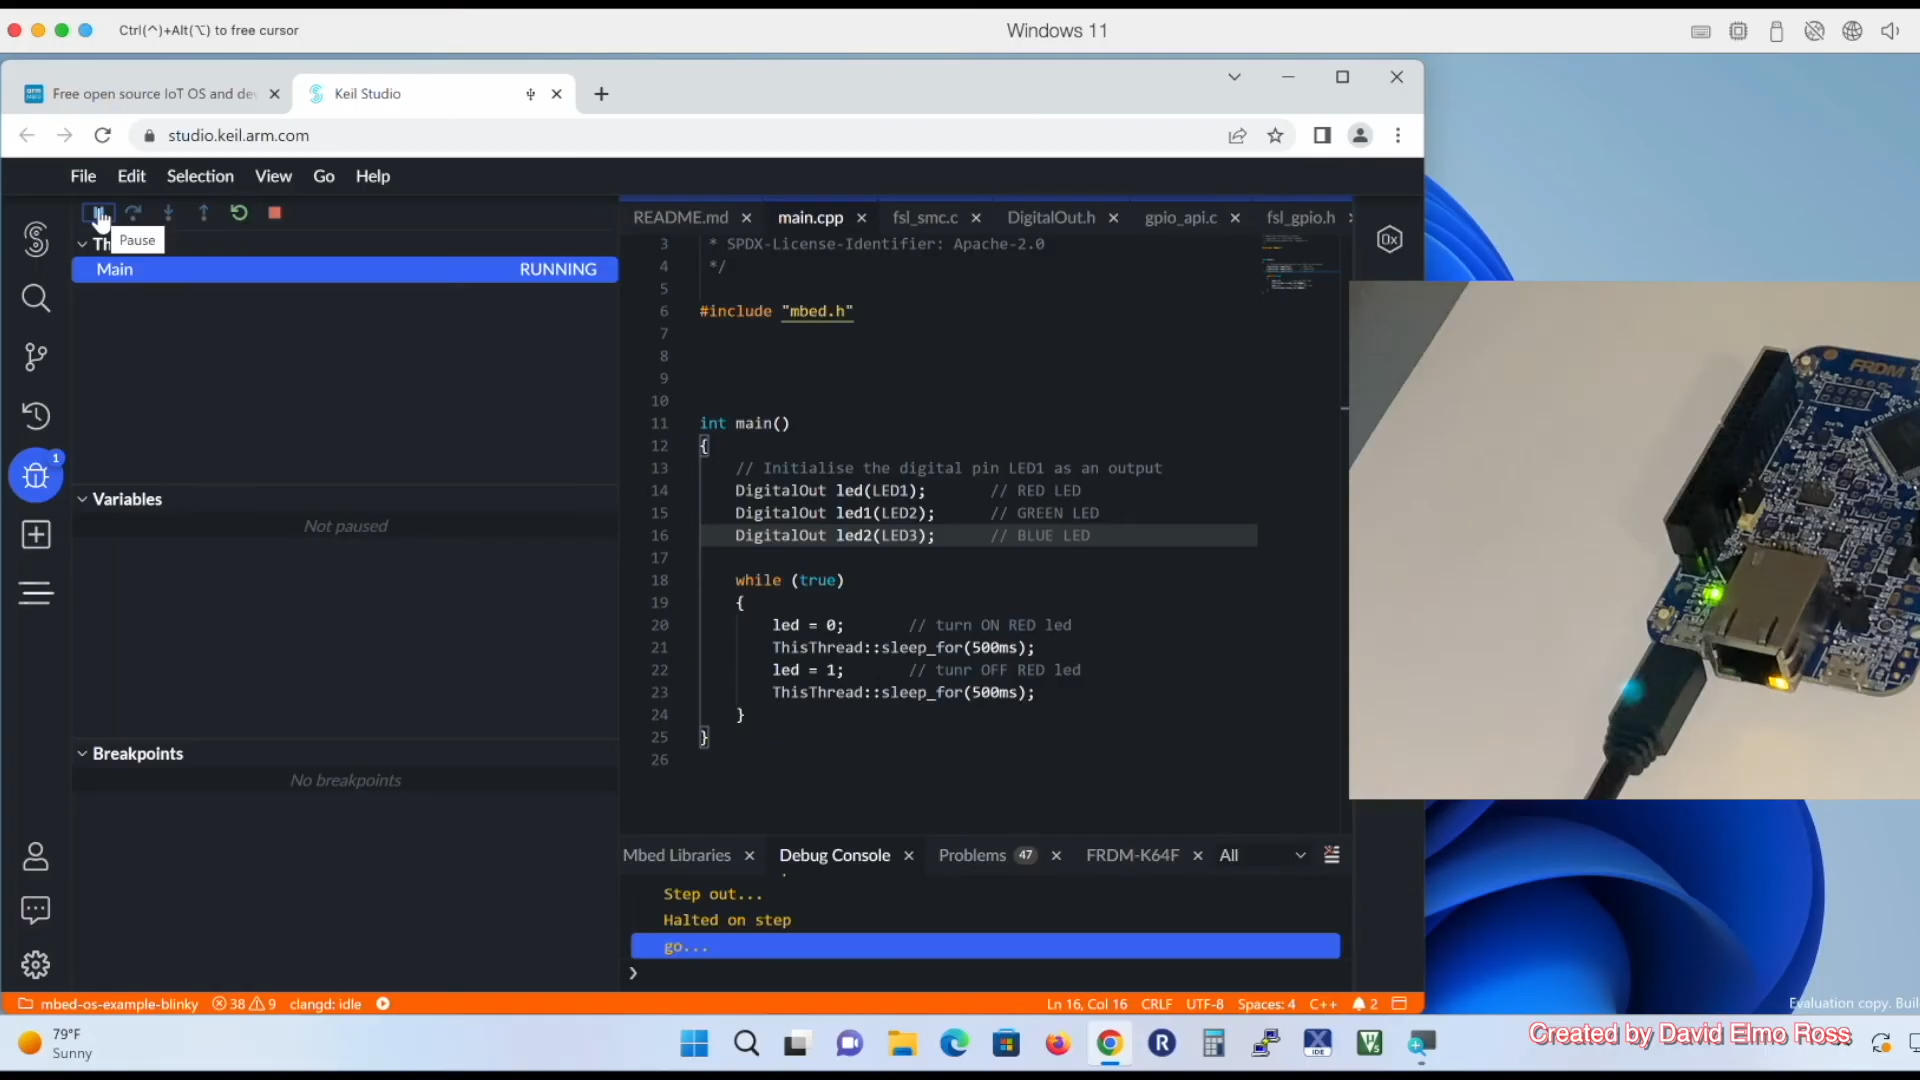 Ctrl(^)+Alt(⌥) to free cursor
Windows 11
Free open source IoT OS and dev
Keil Studio
studio.keil.arm.com
File Edit Selection View Go Help
README.md main.cpp fsl_smc.c DigitalOut.h gpio_api.c fsl_gpio.h
Pause
Th
Main RUNNING
Variables
Not paused
Breakpoints
No breakpoints
1
3 * SPDX-License-Identifier: Apache-2.0
4 */
5
6 #include "mbed.h"
7
8
9
10
11 int main()
12 {
13 // Initialise the digital pin LED1 as an output
14 DigitalOut led(LED1); // RED LED
15 DigitalOut led1(LED2); // GREEN LED
16 DigitalOut led2(LED3); // BLUE LED
17
18 while (true)
19 {
20 led = 0; // turn ON RED led
21 ThisThread::sleep_for(500ms);
22 led = 1; // tunr OFF RED led
23 ThisThread::sleep_for(500ms);
24 }
25 }
26
0x
FRDM
Mbed Libraries Debug Console Problems 47 FRDM-K64F All
Step out...
Halted on step
go...
mbed-os-example-blinky 38 9 clangd: idle
Ln 16, Col 16 CRLF UTF-8 Spaces: 4 C++ 2
Evaluation copy. Buil
79°F
Sunny
R
IDE
Created by David Elmo Ross